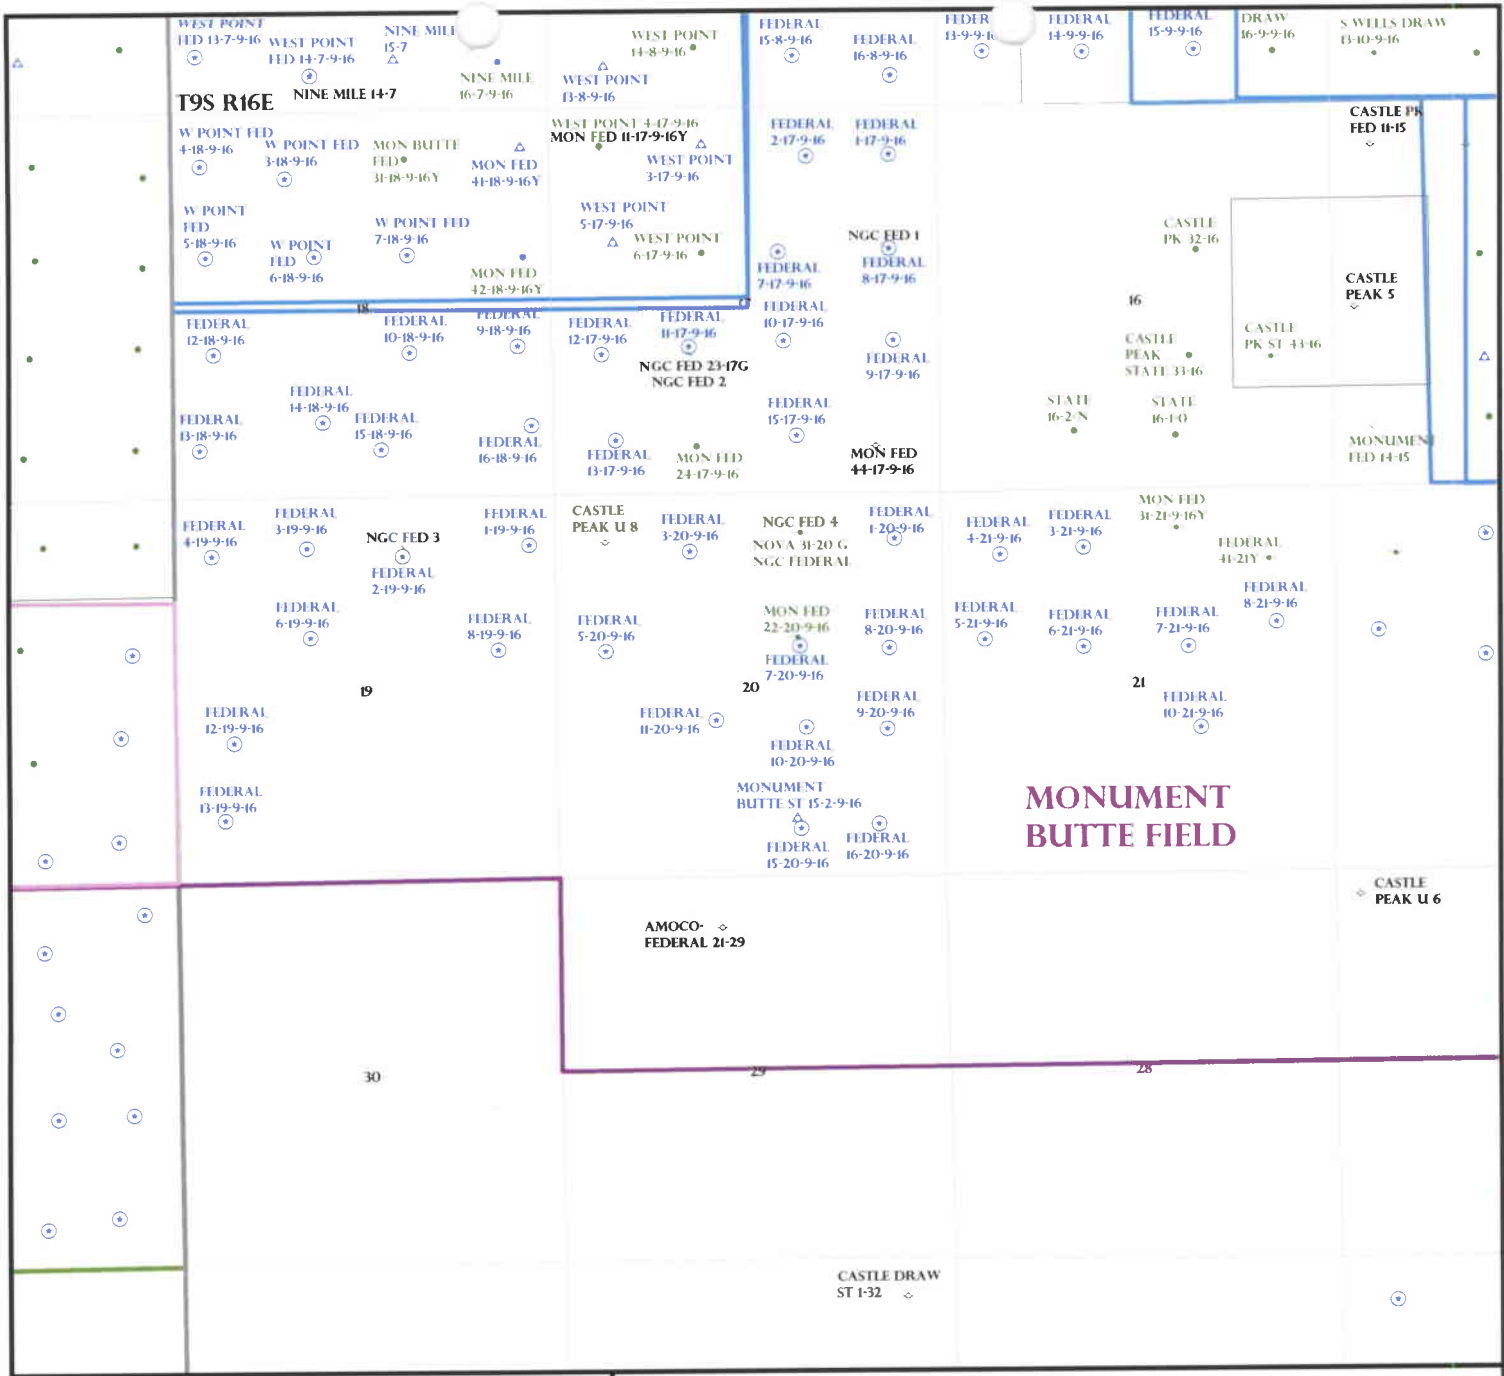 WEST POINT
FED 13-7-9-16
WEST POINT
FED 14-7-9-16
NINE MILE
15-7
NINE MILE 14-7
NINE MILE
16-7-9-16
WEST POINT
14-8-9-16
WEST POINT
13-8-9-16
FEDERAL
15-8-9-16
FEDERAL
16-8-9-16
FEDER
13-9-9-16
FEDERAL
14-9-9-16
FEDERAL
15-9-9-16
DRAW
16-9-9-16
S WELLS DRAW
13-10-9-16
T9S R16E
W POINT FED
4-18-9-16
W POINT FED
3-18-9-16
MON BUTTE
FED
31-18-9-16Y
MON FED
41-18-9-16Y
WEST POINT 4-17-9-16
MON FED 11-17-9-16Y
WEST POINT
3-17-9-16
FEDERAL
2-17-9-16
FEDERAL
1-17-9-16
CASTLE PK
FED 11-15
W POINT
FED
5-18-9-16
W POINT
FED
6-18-9-16
W POINT FED
7-18-9-16
MON FED
42-18-9-16Y
WEST POINT
5-17-9-16
WEST POINT
6-17-9-16
FEDERAL
7-17-9-16
NGC FED 1
FEDERAL
8-17-9-16
CASTLE
PK 32-16
CASTLE
PEAK 5
18
17
16
FEDERAL
12-18-9-16
FEDERAL
10-18-9-16
FEDERAL
9-18-9-16
FEDERAL
12-17-9-16
FEDERAL
11-17-9-16
NGC FED 23-17G
NGC FED 2
FEDERAL
10-17-9-16
FEDERAL
9-17-9-16
CASTLE
PEAK
STATE 33-16
CASTLE
PK ST 43-16
FEDERAL
13-18-9-16
FEDERAL
14-18-9-16
FEDERAL
15-18-9-16
FEDERAL
16-18-9-16
FEDERAL
13-17-9-16
MON FED
24-17-9-16
FEDERAL
15-17-9-16
MON FED
44-17-9-16
STATE
16-2-N
STATE
16-1-O
MONUMENT
FED 14-15
FEDERAL
4-19-9-16
FEDERAL
3-19-9-16
NGC FED 3
FEDERAL
2-19-9-16
FEDERAL
1-19-9-16
CASTLE
PEAK U 8
FEDERAL
3-20-9-16
NGC FED 4
NOVA 31-20 G
NGC FEDERAL
FEDERAL
1-20-9-16
FEDERAL
4-21-9-16
FEDERAL
3-21-9-16
MON FED
31-21-9-16Y
FEDERAL
41-21Y
FEDERAL
6-19-9-16
FEDERAL
8-19-9-16
FEDERAL
5-20-9-16
MON FED
22-20-9-16
FEDERAL
7-20-9-16
FEDERAL
8-20-9-16
FEDERAL
5-21-9-16
FEDERAL
6-21-9-16
FEDERAL
7-21-9-16
FEDERAL
8-21-9-16
19
20
21
FEDERAL
12-19-9-16
FEDERAL
11-20-9-16
FEDERAL
10-20-9-16
FEDERAL
9-20-9-16
FEDERAL
10-21-9-16
FEDERAL
13-19-9-16
MONUMENT
BUTTE ST 15-2-9-16
FEDERAL
15-20-9-16
FEDERAL
16-20-9-16
MONUMENT
BUTTE FIELD
AMOCO-
FEDERAL 21-29
CASTLE
PEAK U 6
30
29
28
CASTLE DRAW
ST 1-32